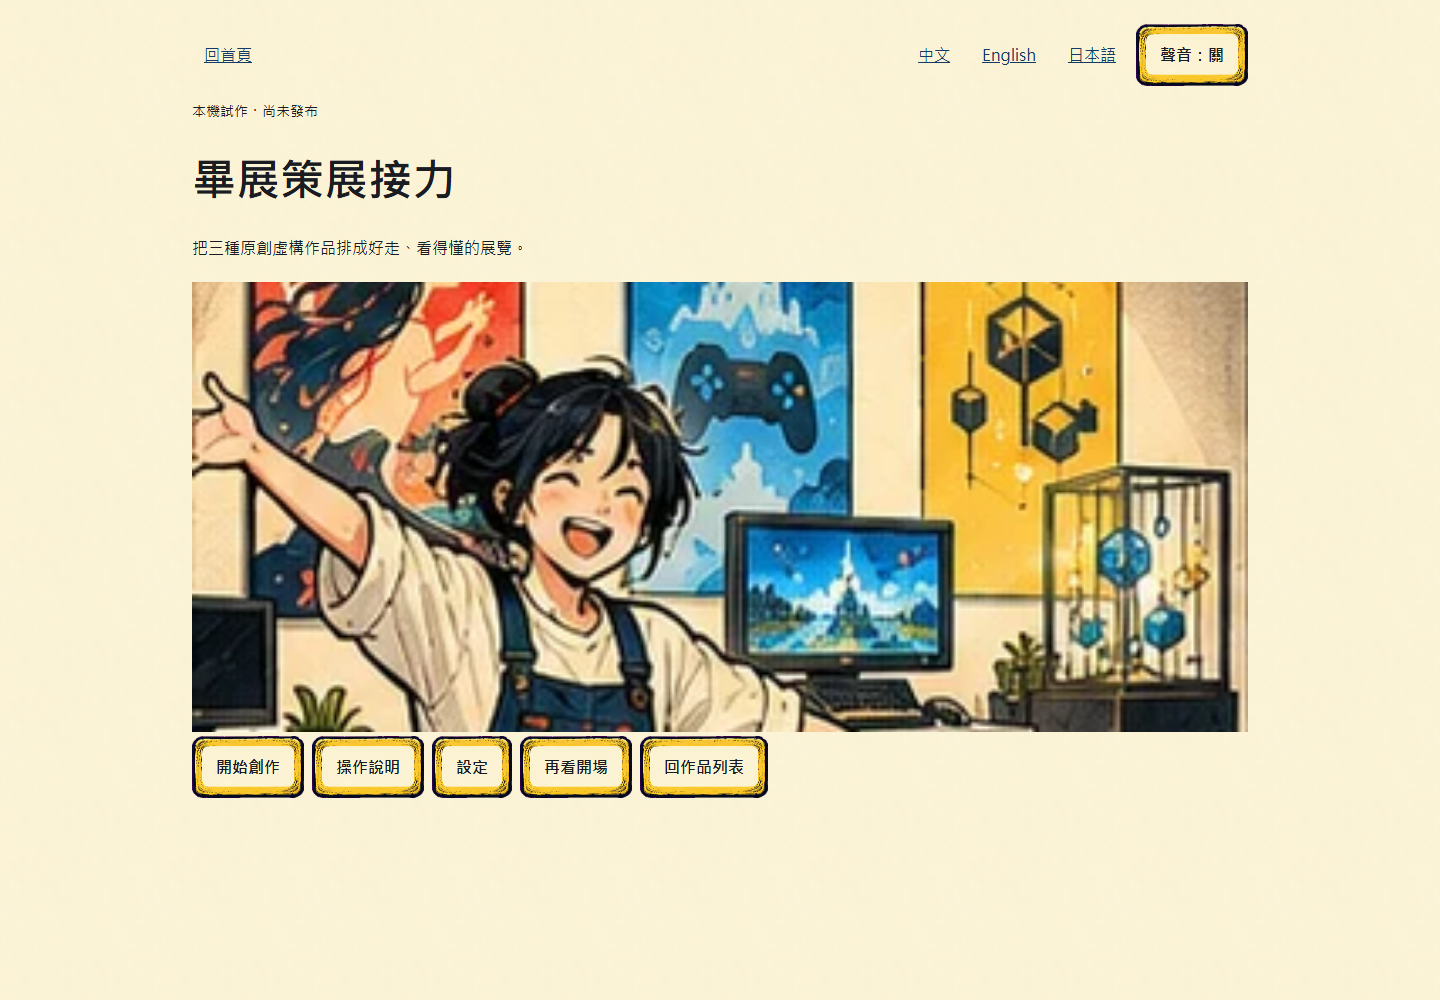 回首頁
中文 English 日本語 聲音：關
本機試作・尚未發布
畢展策展接力
把三種原創虛構作品排成好走、看得懂的展覽。
開始創作 操作說明 設定 再看開場 回作品列表